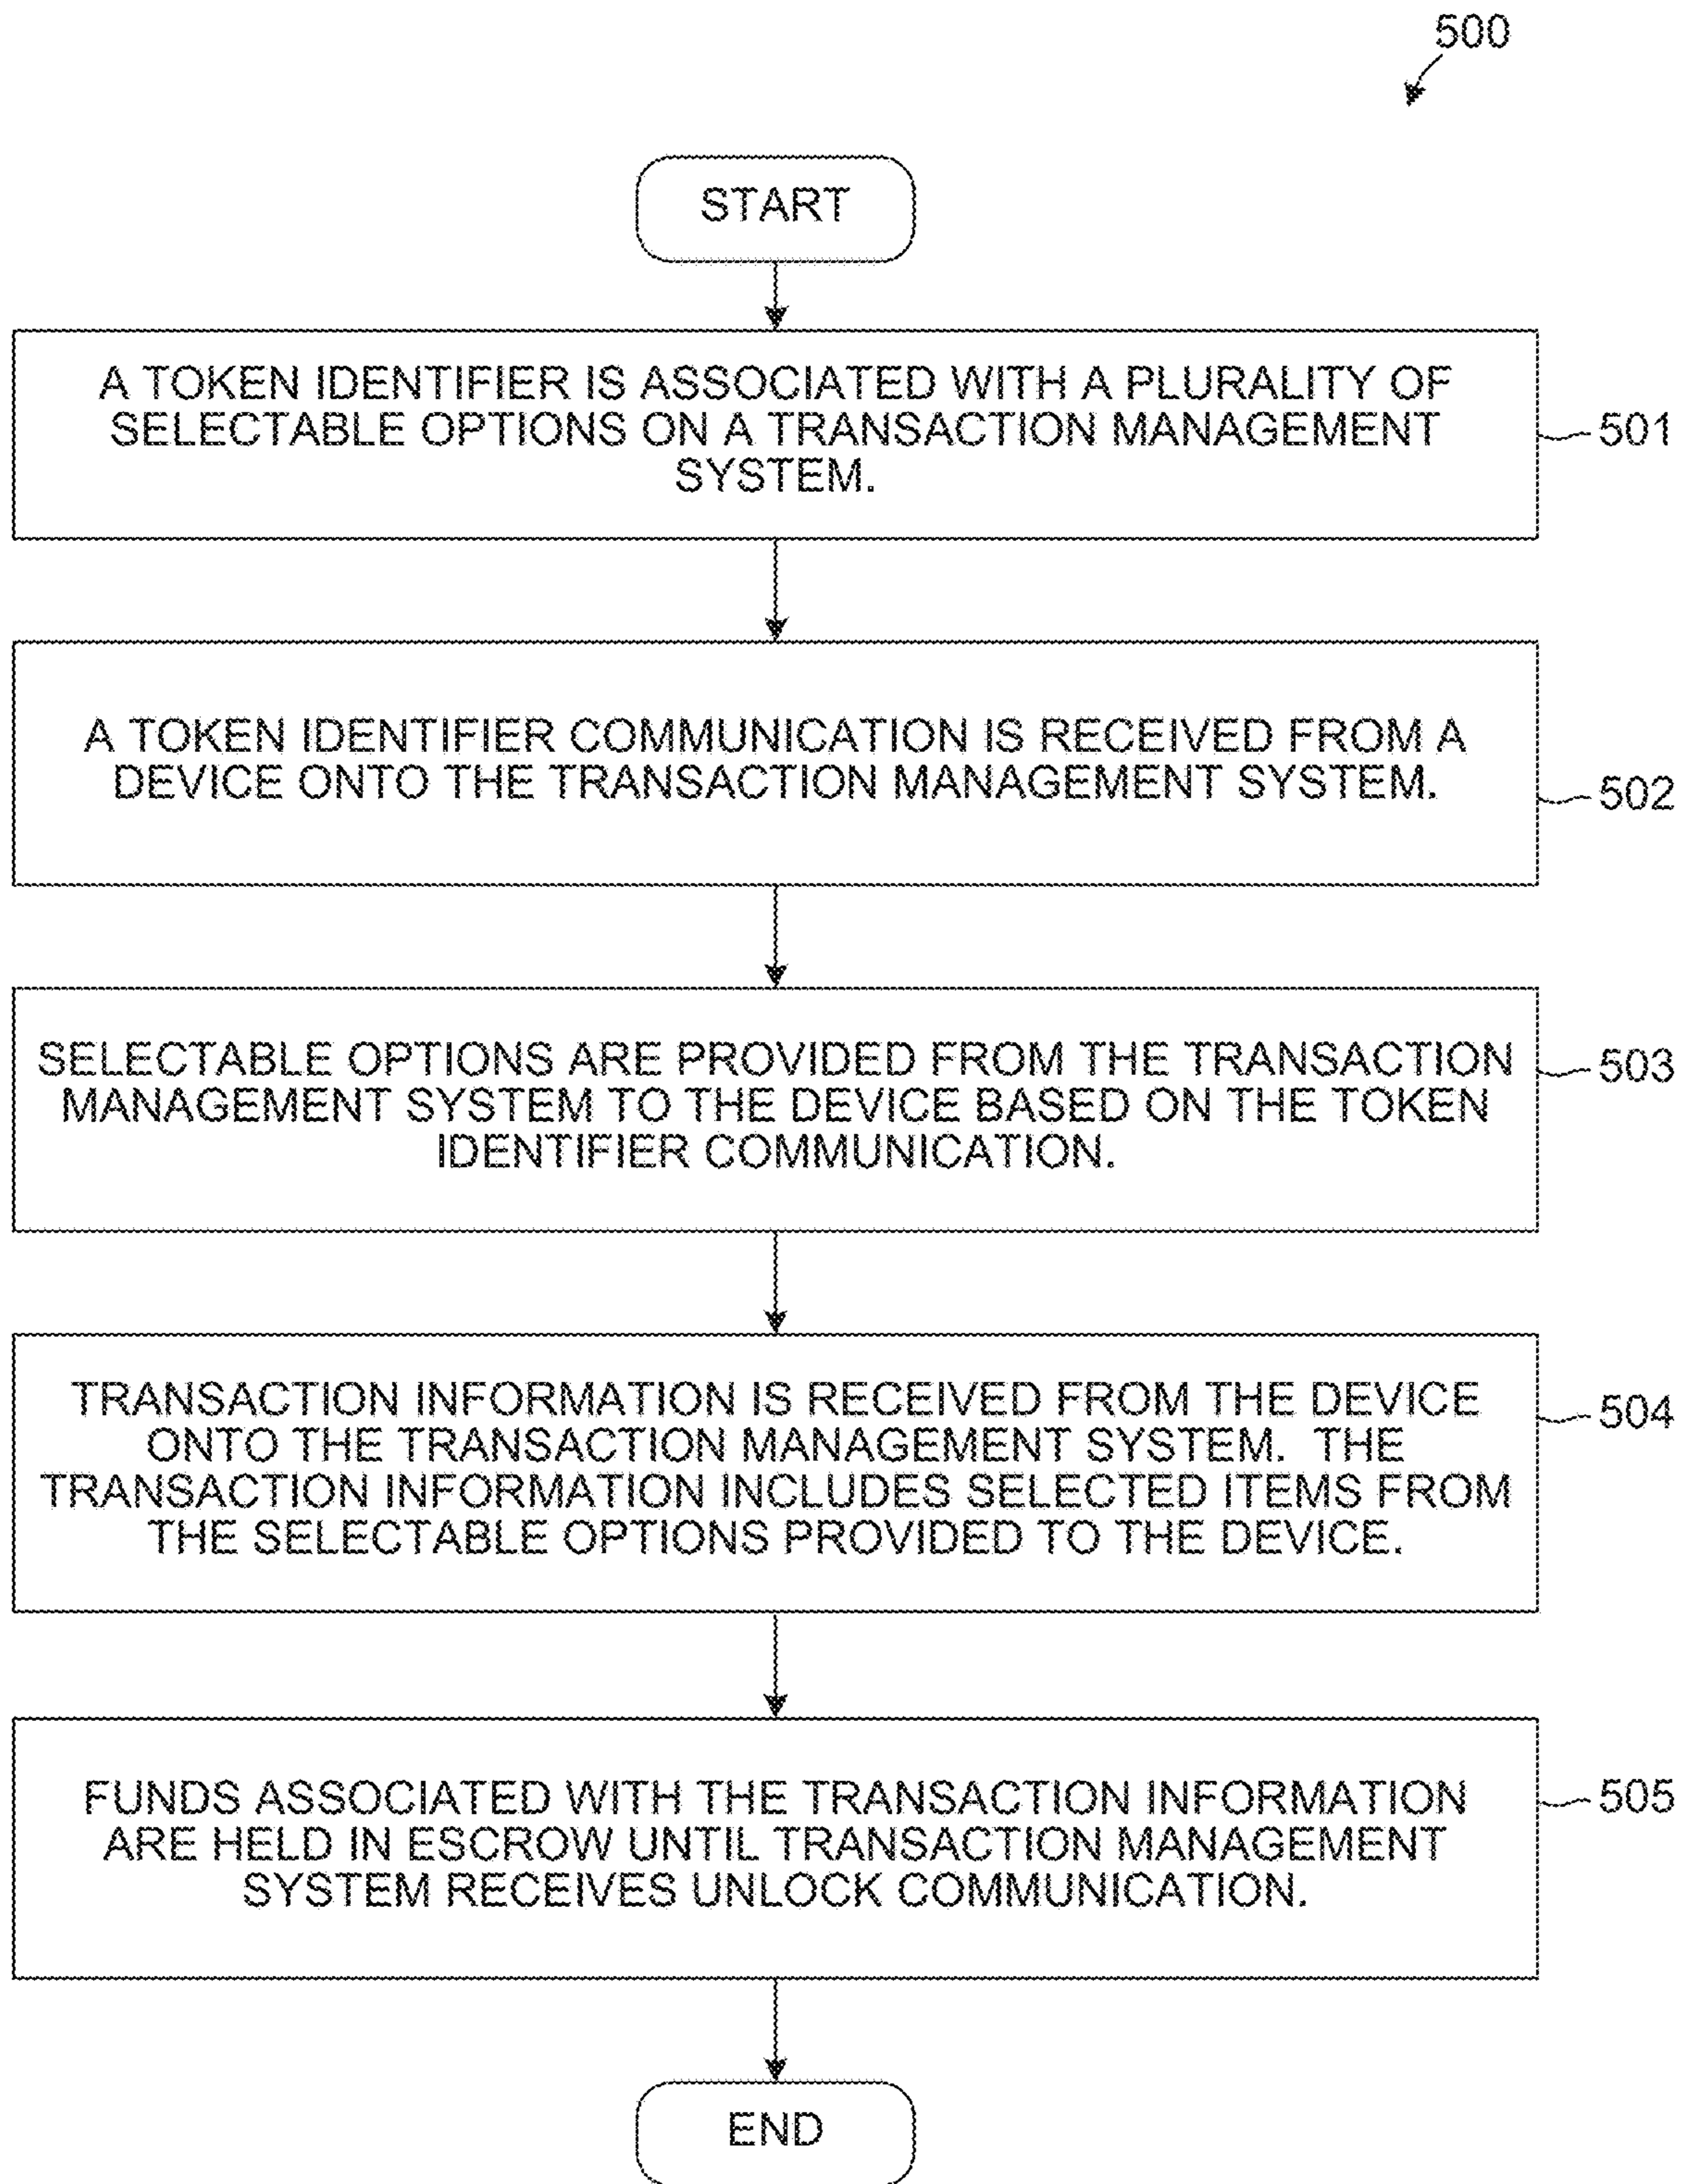 500
START
A TOKEN IDENTIFIER IS ASSOCIATED WITH A PLURALITY OF
SELECTABLE OPTIONS ON A TRANSACTION MANAGEMENT
SYSTEM.
501
A TOKEN IDENTIFIER COMMUNICATION IS RECEIVED FROM A
DEVICE ONTO THE TRANSACTION MANAGEMENT SYSTEM.
502
SELECTABLE OPTIONS ARE PROVIDED FROM THE TRANSACTION
MANAGEMENT SYSTEM TO THE DEVICE BASED ON THE TOKEN
IDENTIFIER COMMUNICATION.
503
TRANSACTION INFORMATION IS RECEIVED FROM THE DEVICE
ONTO THE TRANSACTION MANAGEMENT SYSTEM. THE
TRANSACTION INFORMATION INCLUDES SELECTED ITEMS FROM
THE SELECTABLE OPTIONS PROVIDED TO THE DEVICE.
504
FUNDS ASSOCIATED WITH THE TRANSACTION INFORMATION
ARE HELD IN ESCROW UNTIL TRANSACTION MANAGEMENT
SYSTEM RECEIVES UNLOCK COMMUNICATION.
505
END